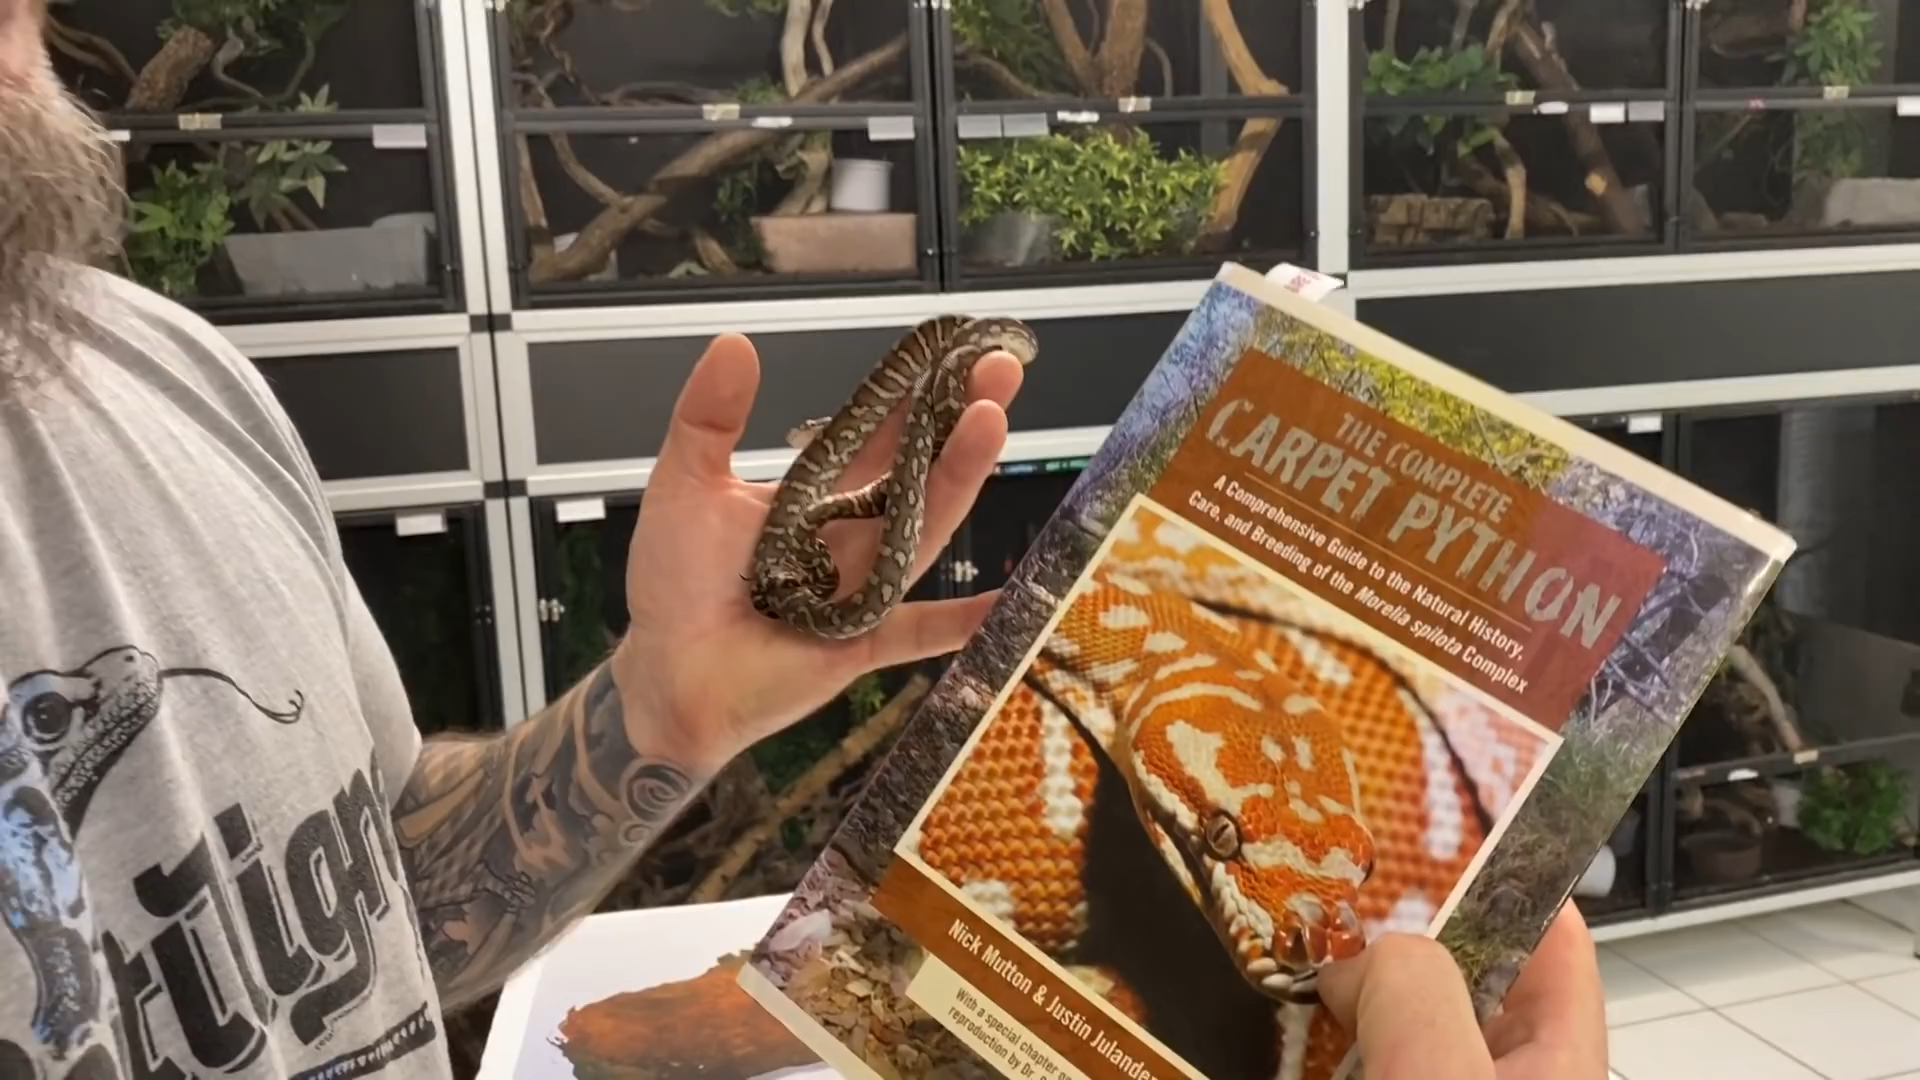 THE COMPLETE
CARPET PYTHON
A Comprehensive Guide to the Natural History,
Care, and Breeding of the Morelia spilota Complex
Nick Mutton & Justin Julander
With a special chapter on
reproduction by Dr.